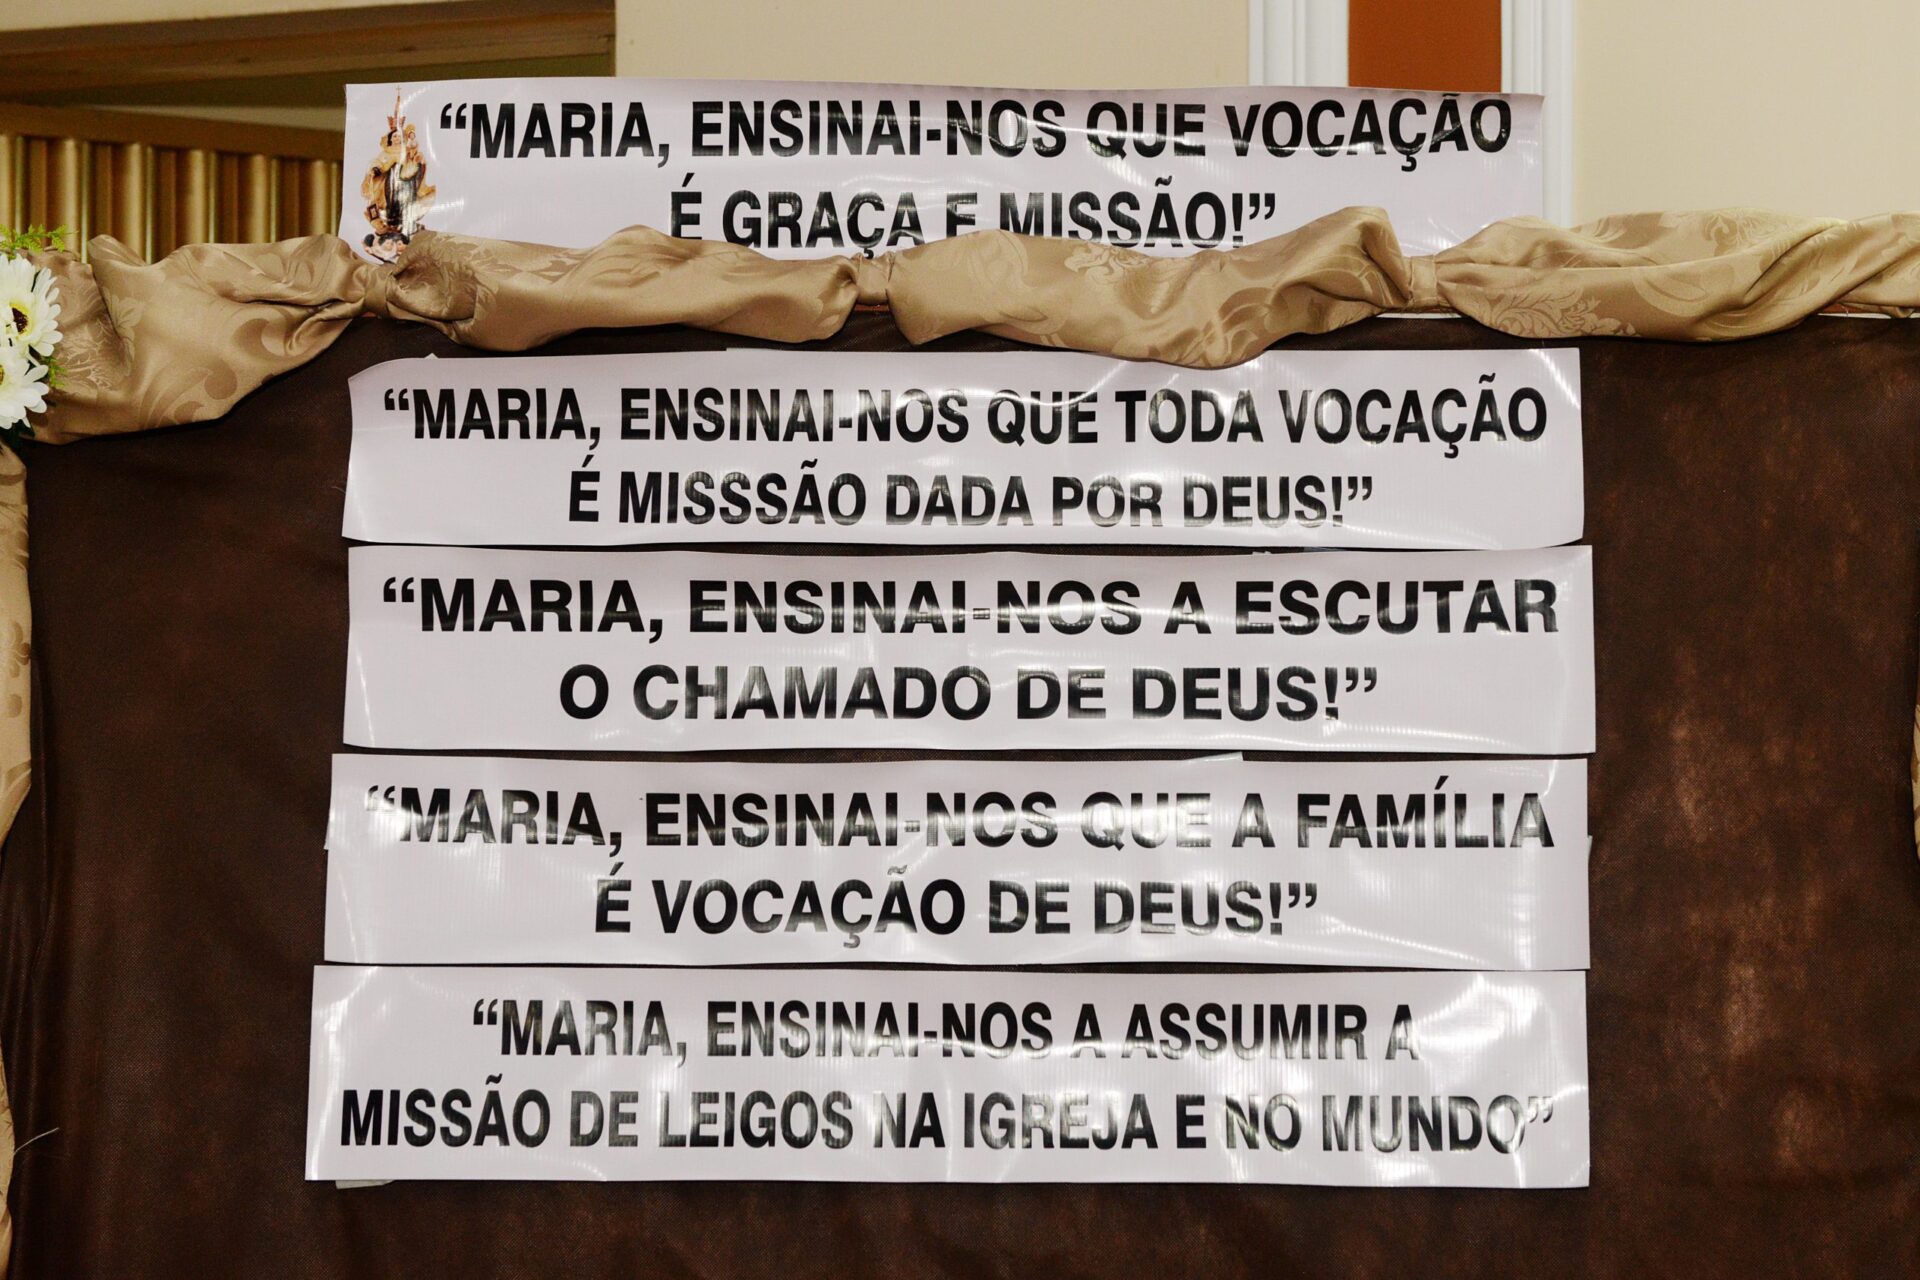 “MARIA, ENSINAI-NOS QUE VOCAÇÃO
É GRAÇA E MISSÃO!”
“MARIA, ENSINAI-NOS QUE TODA VOCAÇÃO
É MISSSÃO DADA POR DEUS!”
“MARIA, ENSINAI-NOS A ESCUTAR
O CHAMADO DE DEUS!”
“MARIA, ENSINAI-NOS QUE A FAMÍLIA
É VOCAÇÃO DE DEUS!”
“MARIA, ENSINAI-NOS A ASSUMIR A
MISSÃO DE LEIGOS NA IGREJA E NO MUNDO”